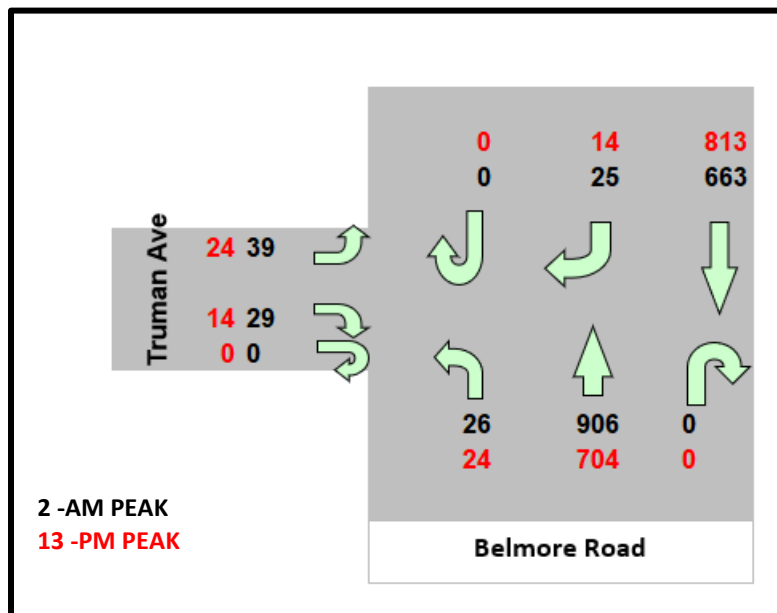 0 14 813
0 25 663
Truman Ave
24 39
14 29
0 0
26 906 0
24 704 0
2 -AM PEAK
13 -PM PEAK
Belmore Road